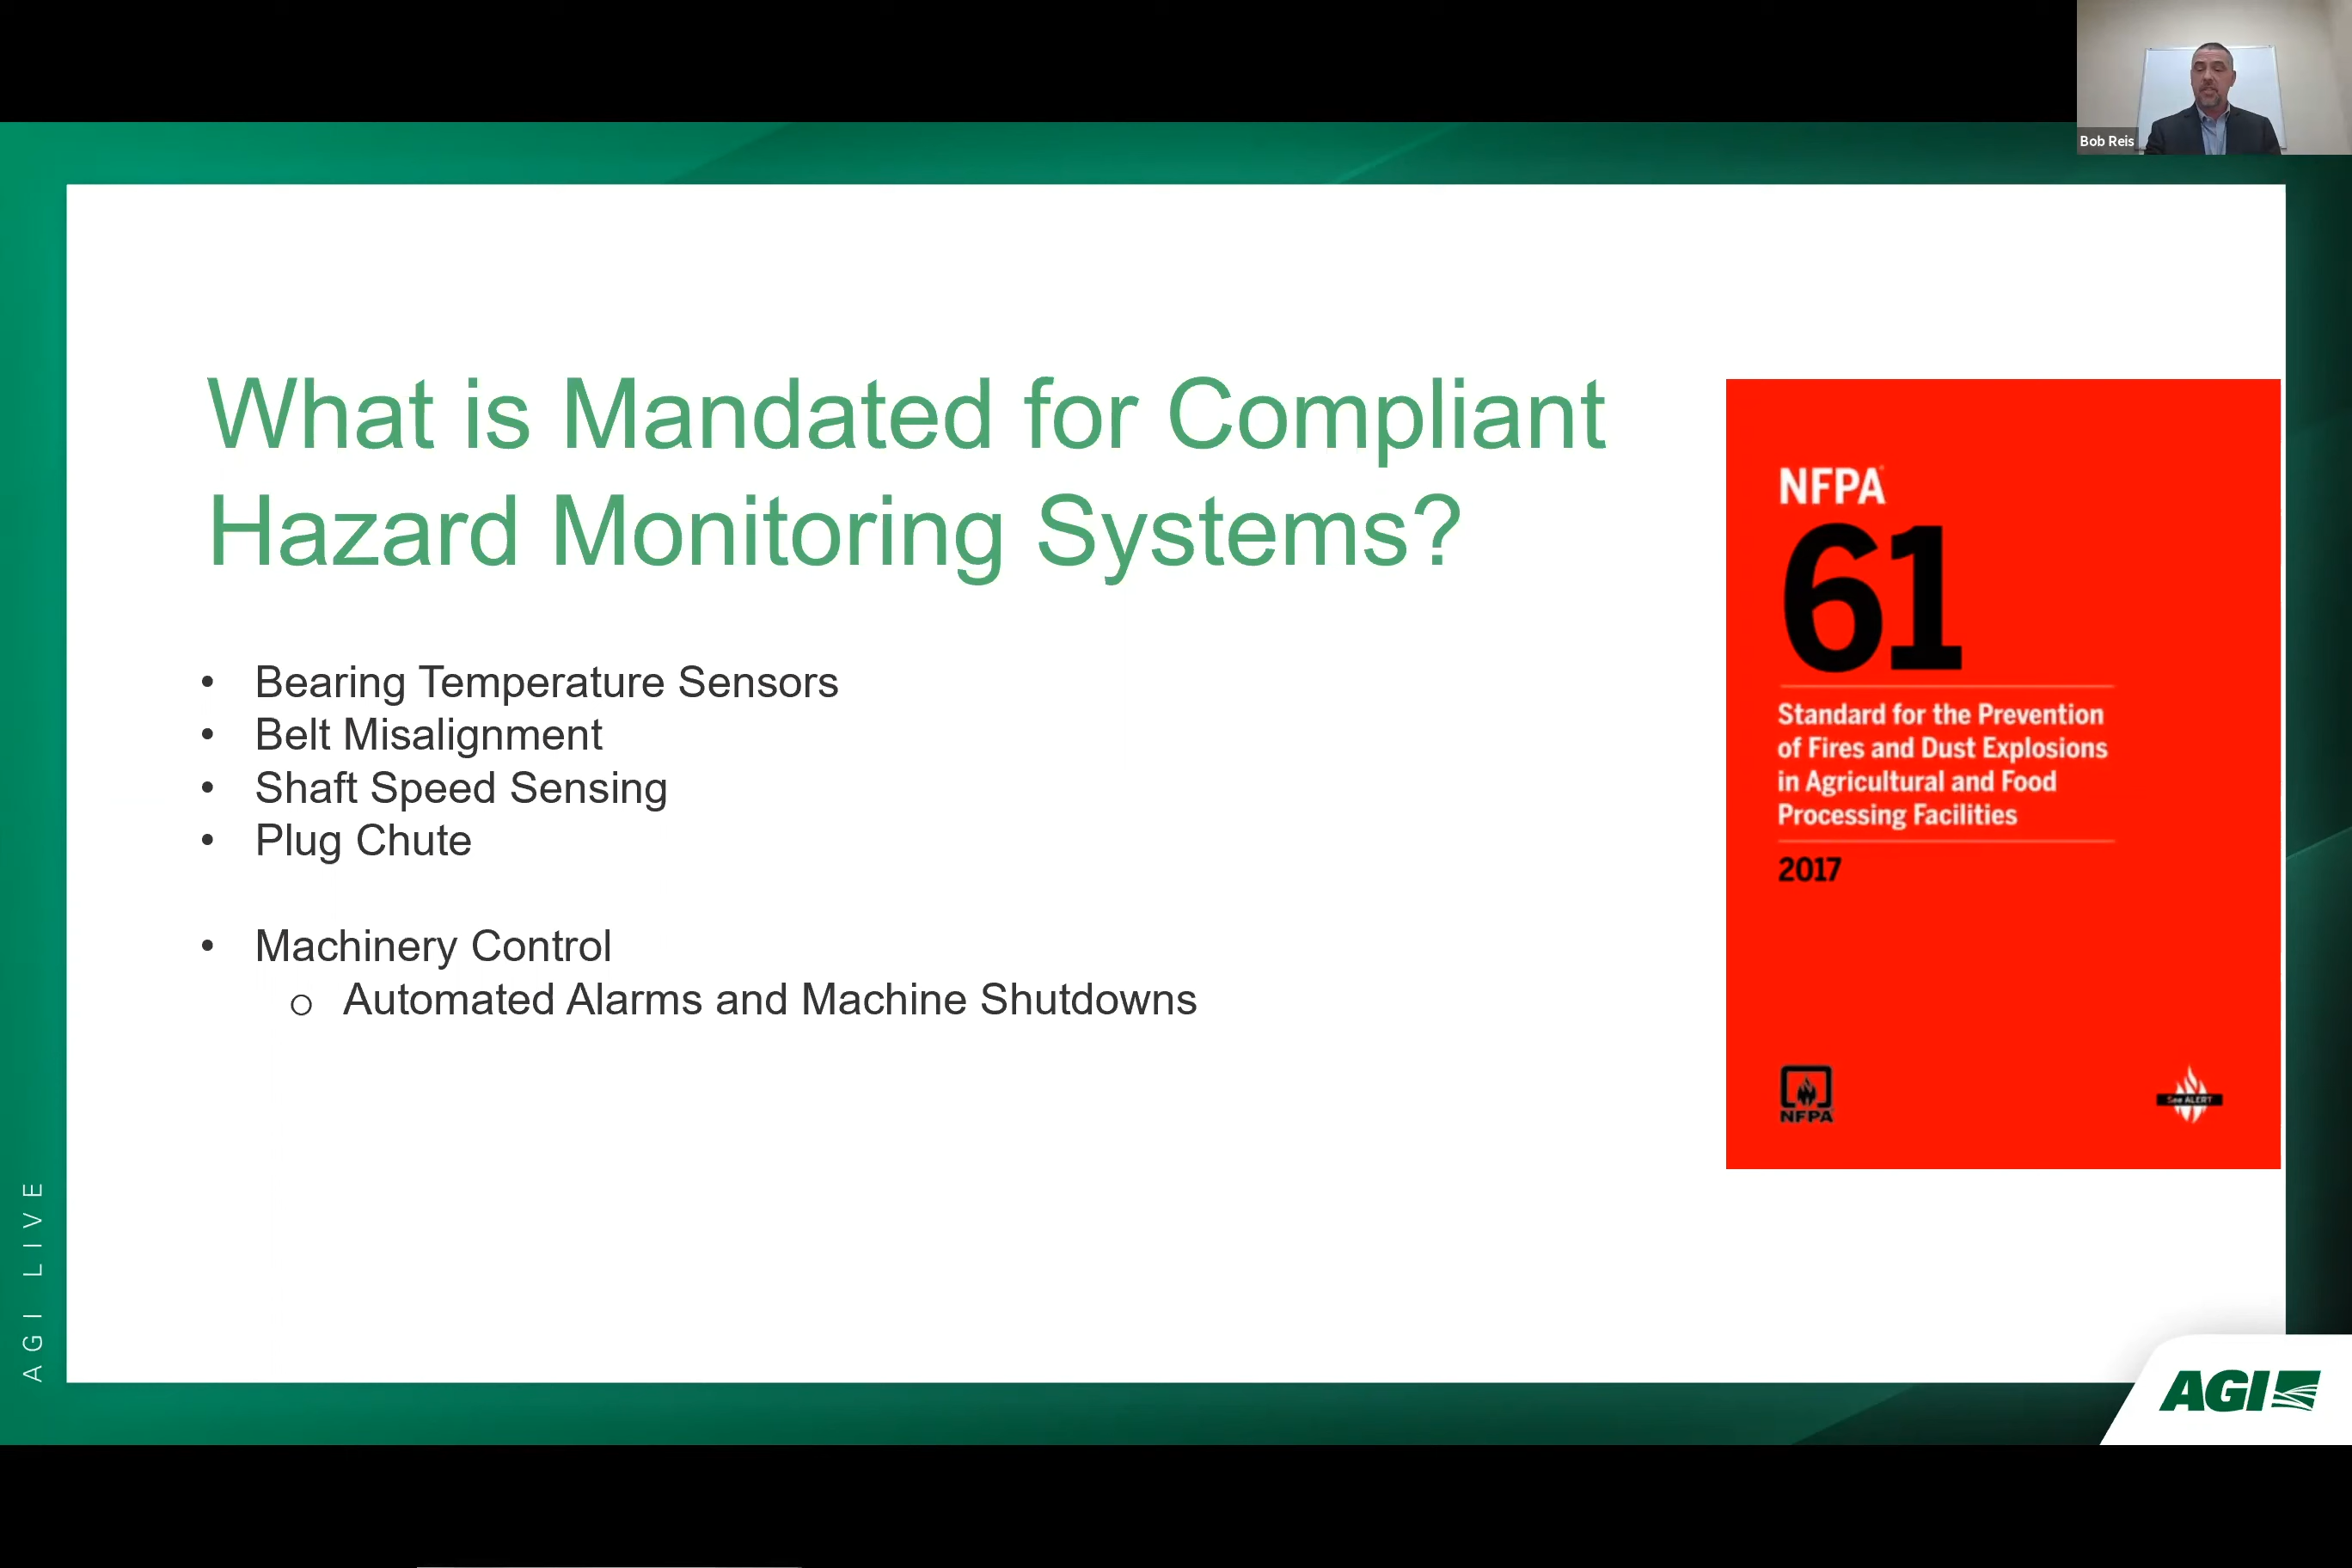 Bob Reis
What is Mandated for Compliant
Hazard Monitoring Systems?
• Bearing Temperature Sensors
• Belt Misalignment
• Shaft Speed Sensing
• Plug Chute
• Machinery Control
○ Automated Alarms and Machine Shutdowns
NFPA
61
Standard for the Prevention
of Fires and Dust Explosions
in Agricultural and Food
Processing Facilities
2017
NFPA
See ALERT
AGI LIVE
AGI